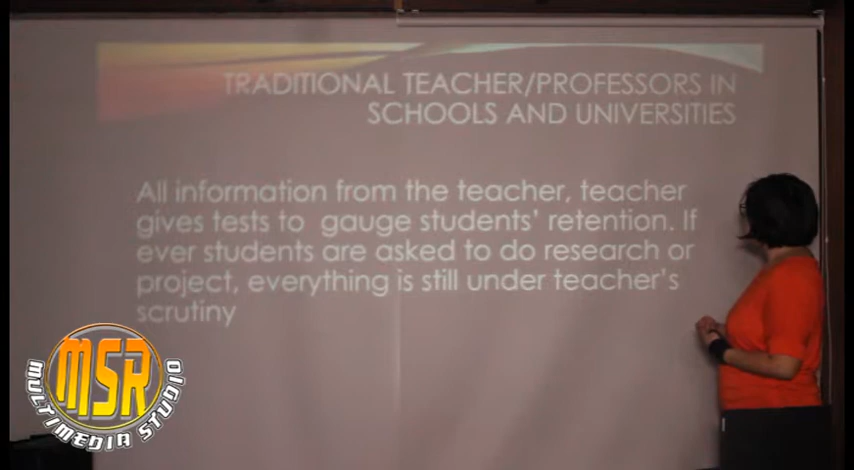 TRADITIONAL TEACHER/PROFESSORS IN
SCHOOLS AND UNIVERSITIES
All information from the teacher, teacher
gives tests to gauge students' retention. If
ever students are asked to do research or
project, everything is still under teacher's
scrutiny
MSR
MULTIMEDIA STUDIO